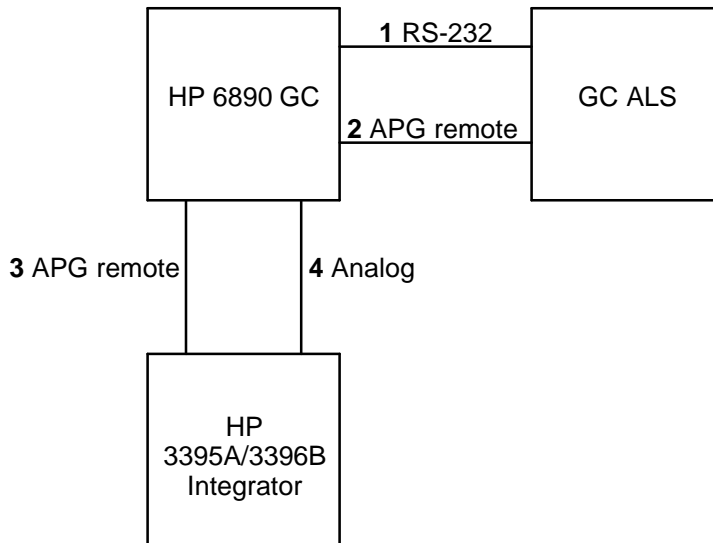 1 RS-232
HP 6890 GC
GC ALS
2 APG remote
3 APG remote
4 Analog
HP
3395A/3396B
Integrator